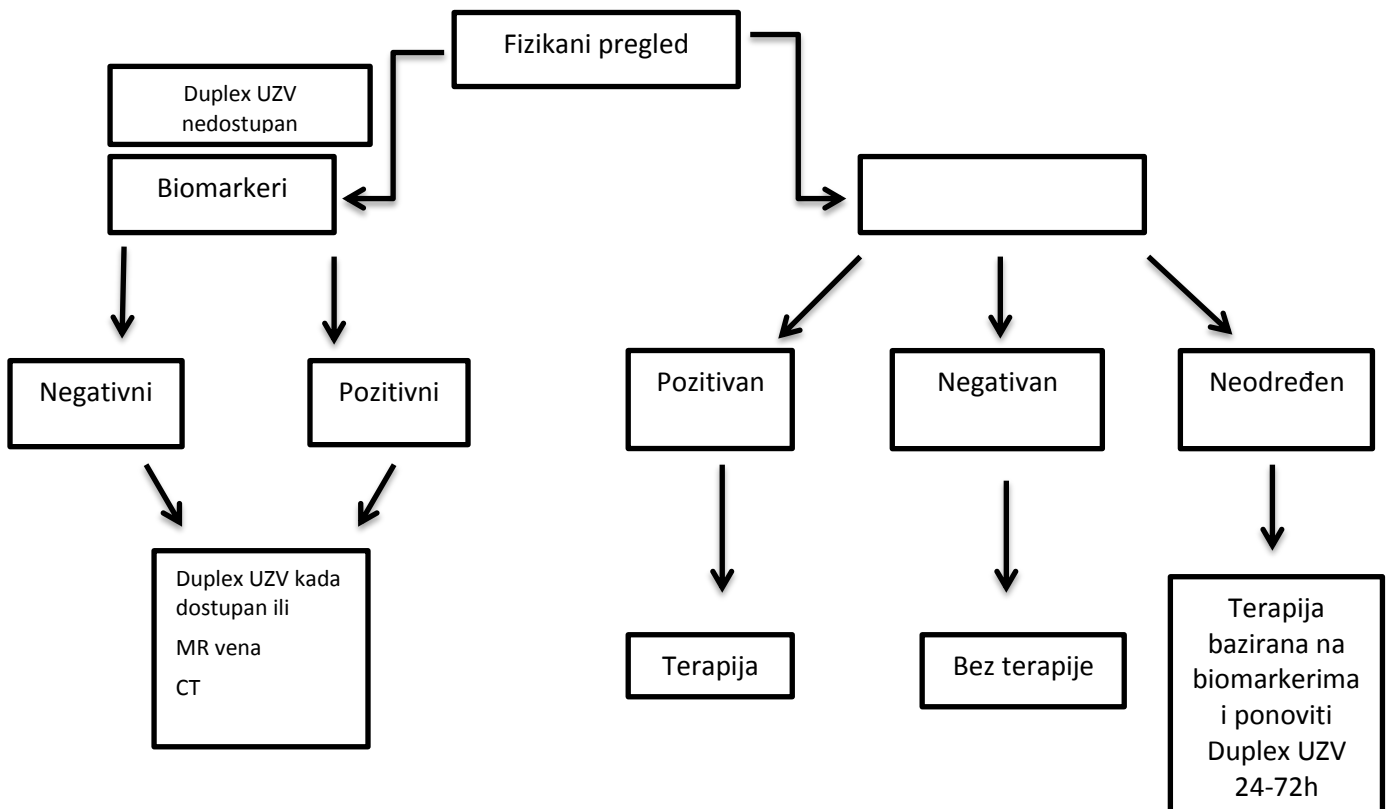 Fizikani pregled
Duplex UZV
nedostupan
Biomarkeri
Negativni
Pozitivni
Pozitivan
Negativan
Neodređen
Duplex UZV kada
dostupan ili
MR vena
CT
Terapija
Bez terapije
Terapija
bazirana na
biomarkerima
i ponoviti
Duplex UZV
24-72h